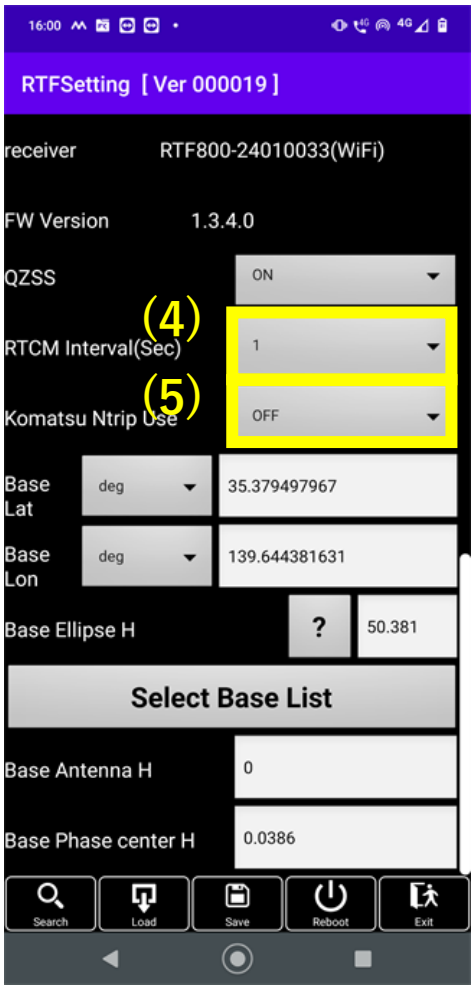 16:00
4G
4G
RTFSetting [ Ver 000019 ]
receiver RTF800-24010033(WiFi)
FW Version 1.3.4.0
QZSS ON
(4)
RTCM Interval(Sec) 1
(5)
Komatsu Ntrip Use OFF
Base Lat deg 35.379497967
Base Lon deg 139.644381631
Base Ellipse H ? 50.381
Select Base List
Base Antenna H 0
Base Phase center H 0.0386
Search Load Save Reboot Exit